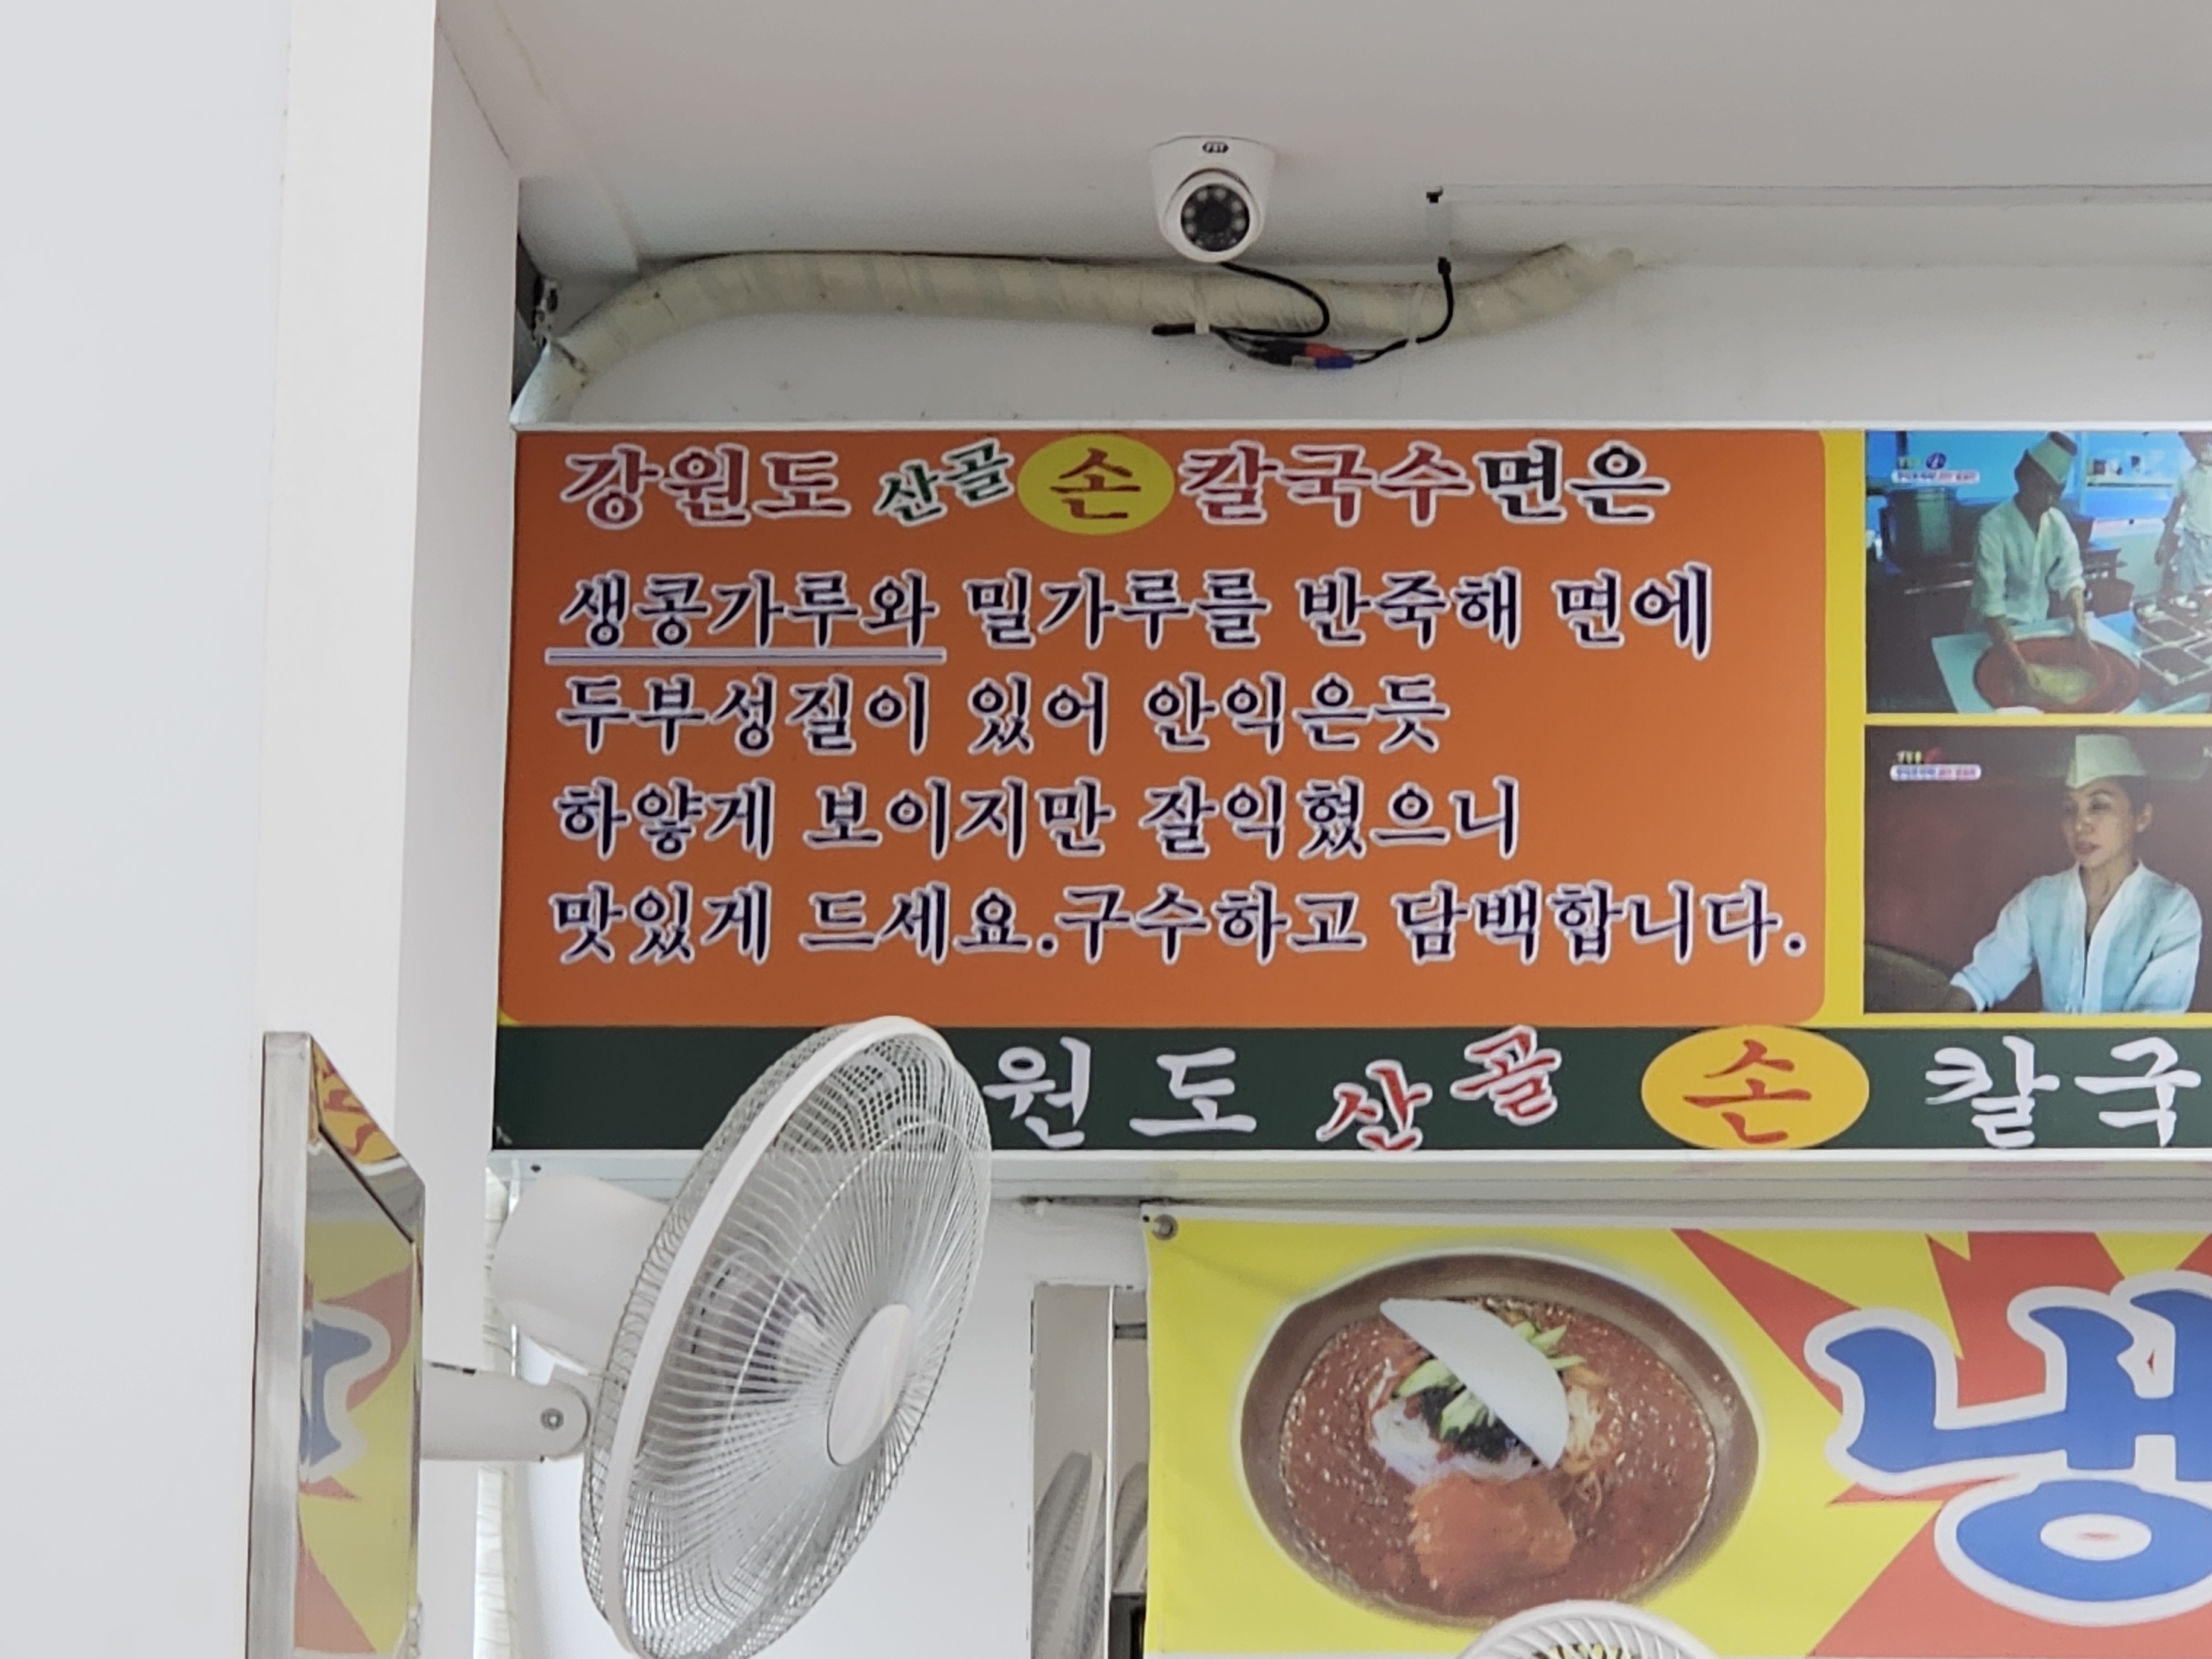 강원도 산골 손 칼국수면은
생콩가루와 밀가루를 반죽해 면에
두부성질이 있어 안익은듯
하얗게 보이지만 잘익혔으니
맛있게 드세요.구수하고 담백합니다.
원도 산골 손 칼국
냉